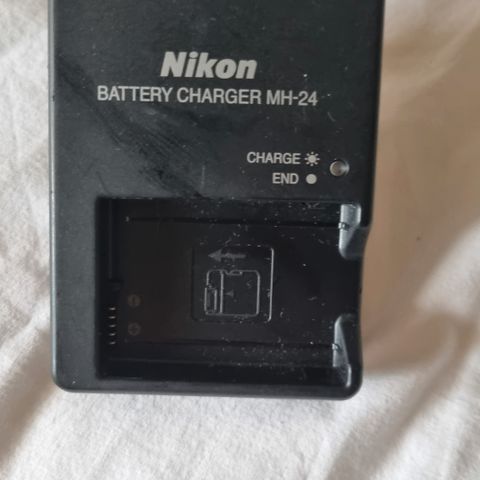 Nikon
BATTERY CHARGER MH-24
CHARGE
END